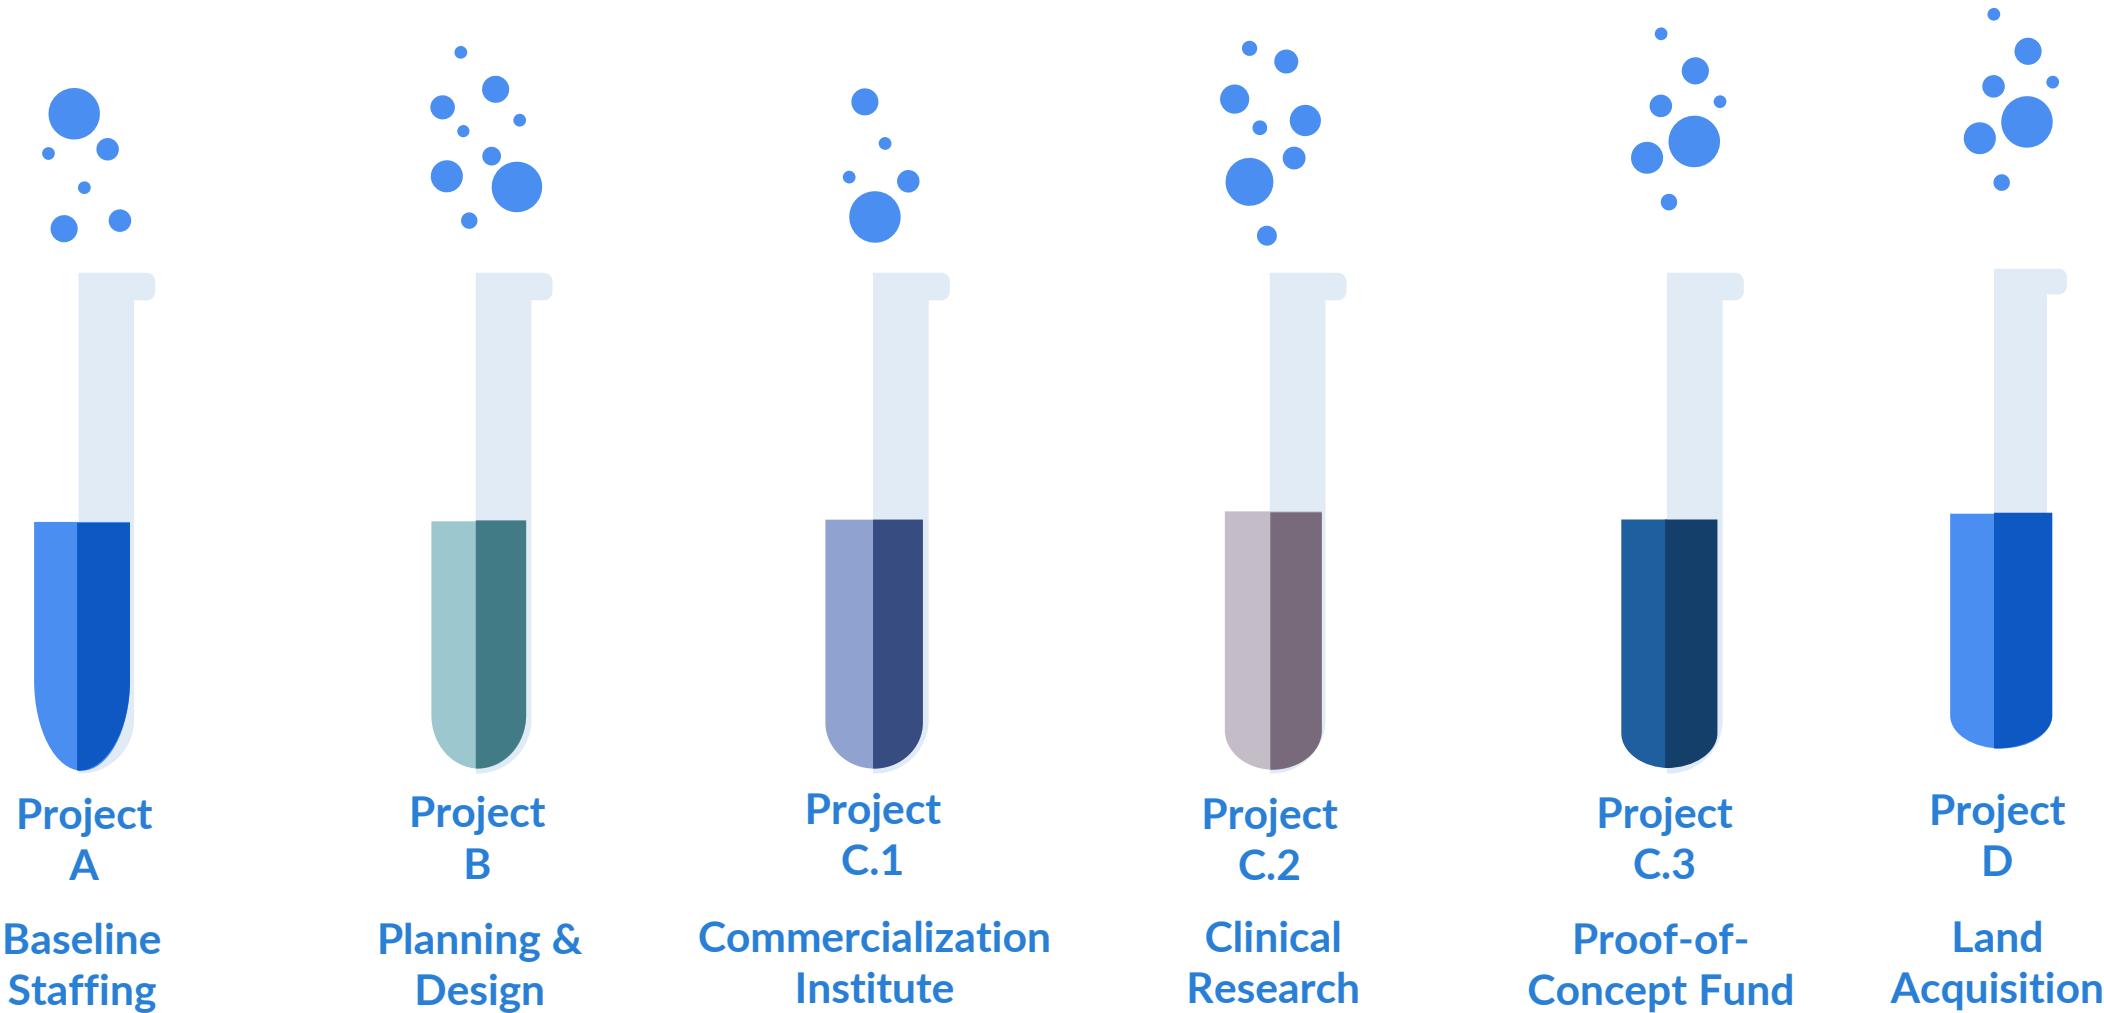 Project
A
Baseline
Staffing
Project
B
Planning &
Design
Project
C.1
Commercialization
Institute
Project
C.2
Clinical
Research
Project
C.3
Proof-of-
Concept Fund
Project
D
Land
Acquisition